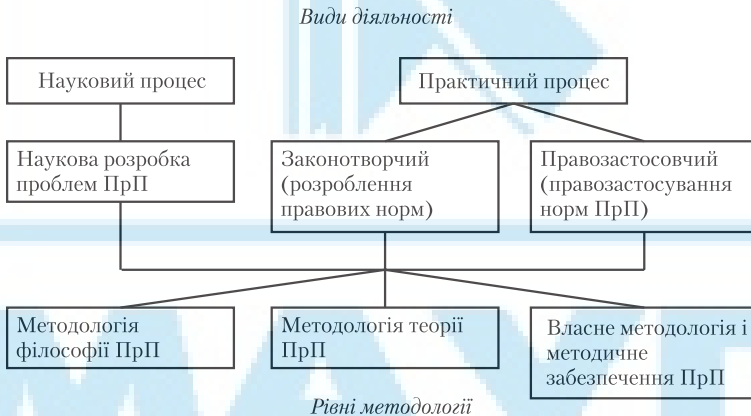 Види діяльності
Науковий процес
Практичний процес
Наукова розробка
проблем ПрП
Законотворчий
(розроблення
правових норм)
Правозастосовчий
(правозастосування
норм ПрП)
Методологія
філософії ПрП
Методологія теорії
ПрП
Власне методологія і
методичне
забезпечення ПрП
Рівні методології